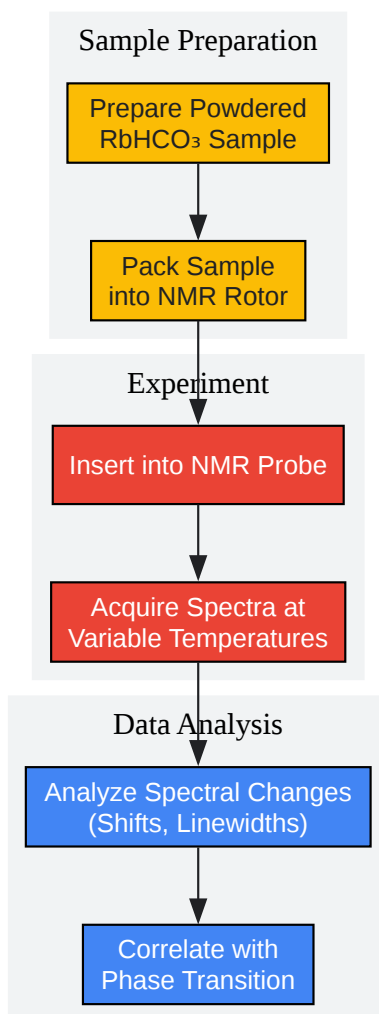 Sample Preparation
Prepare Powdered
RbHCO₃ Sample
Pack Sample
into NMR Rotor
Experiment
Insert into NMR Probe
Acquire Spectra at
Variable Temperatures
Data Analysis
Analyze Spectral Changes
(Shifts, Linewidths)
Correlate with
Phase Transition